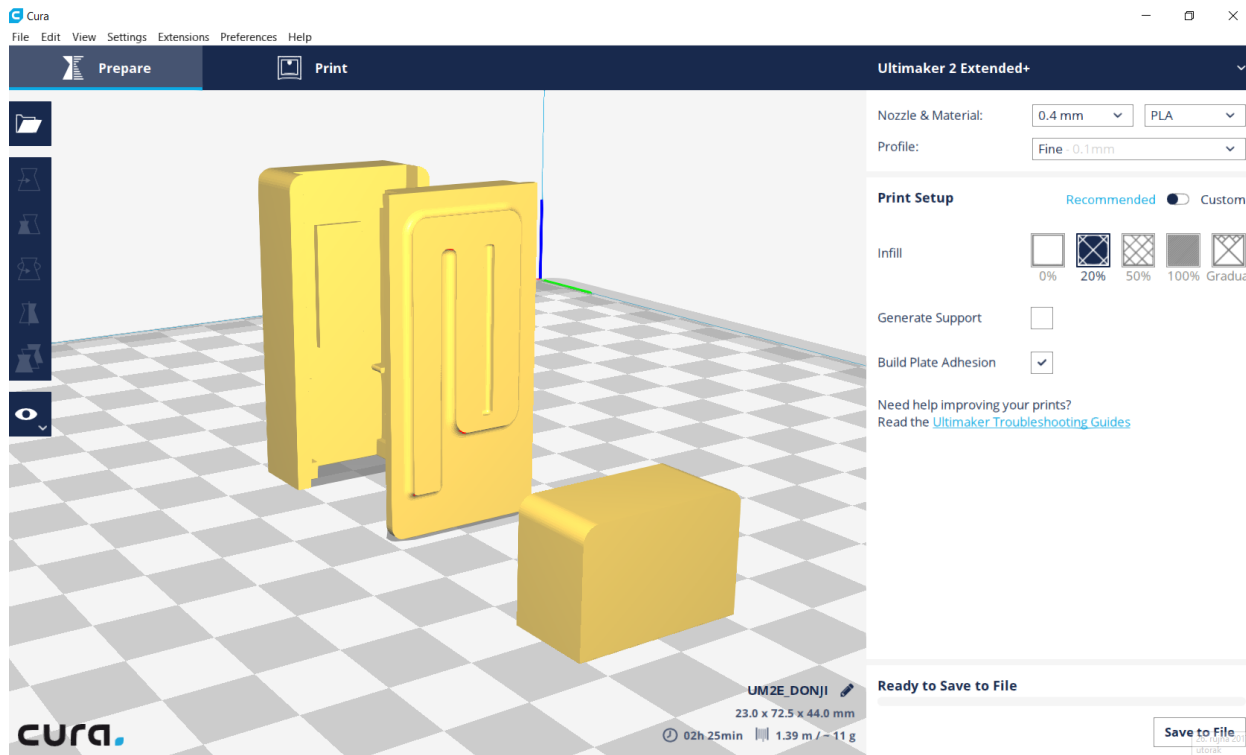 Cura
File Edit View Settings Extensions Preferences Help
Prepare Print Ultimaker 2 Extended+
Nozzle & Material: 0.4 mm PLA
Profile: Fine - 0.1mm
Print Setup Recommended Custom
Infill
0% 20% 50% 100% Gradua
Generate Support
Build Plate Adhesion
Need help improving your prints?
Read the Ultimaker Troubleshooting Guides
UM2E_DONJI
23.0 x 72.5 x 44.0 mm
02h 25min 1.39 m / ~ 11 g
Ready to Save to File
Save to File
cura.
utorak